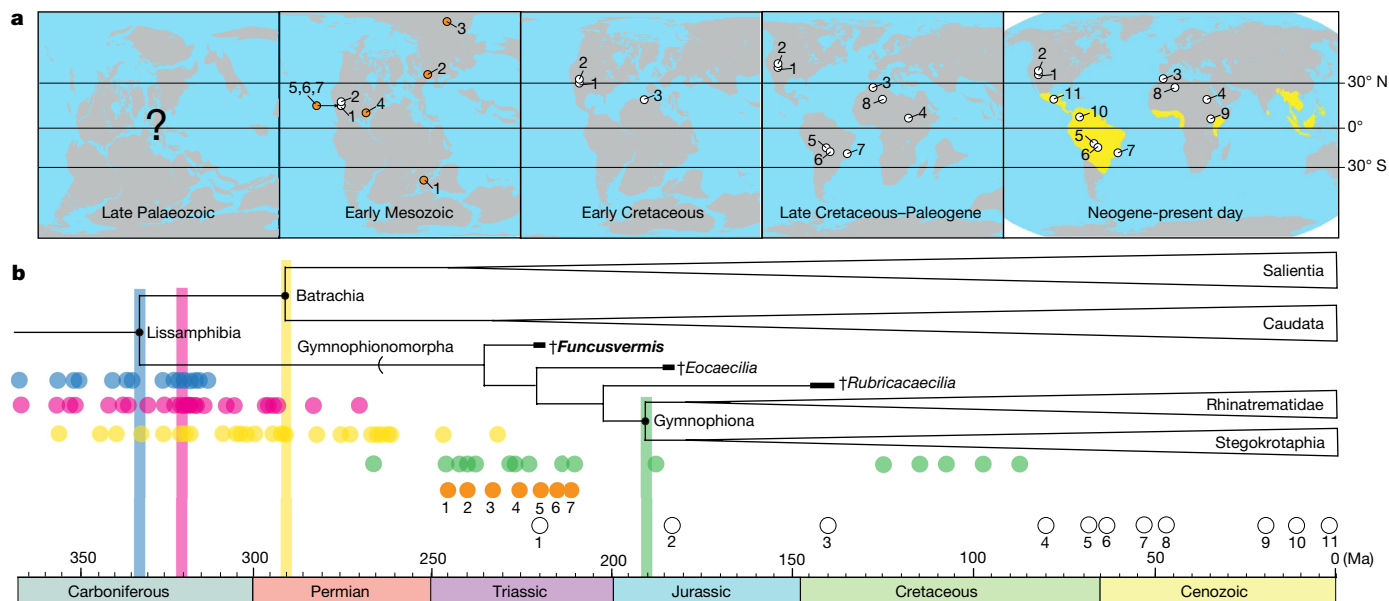 a
Late Palaeozoic
?
Early Mesozoic
3
2
5,6,7
2
4
1
1
Early Cretaceous
2
1
3
Late Cretaceous–Paleogene
2
1
3
8
4
5
6
7
Neogene-present day
2
1
3
8
11
4
10
9
5
6
7
30° N
0°
30° S
b
Salientia
Batrachia
Caudata
Lissamphibia
Gymnophionomorpha
†Funcusvermis
†Eocaecilia
†Rubricacaecilia
Rhinatrematidae
Gymnophiona
Stegokrotaphia
1 2 3 4 5 6 7
1 2 3 4 5 6 7 8 9 10 11
350 300 250 200 150 100 50 0 (Ma)
Carboniferous Permian Triassic Jurassic Cretaceous Cenozoic